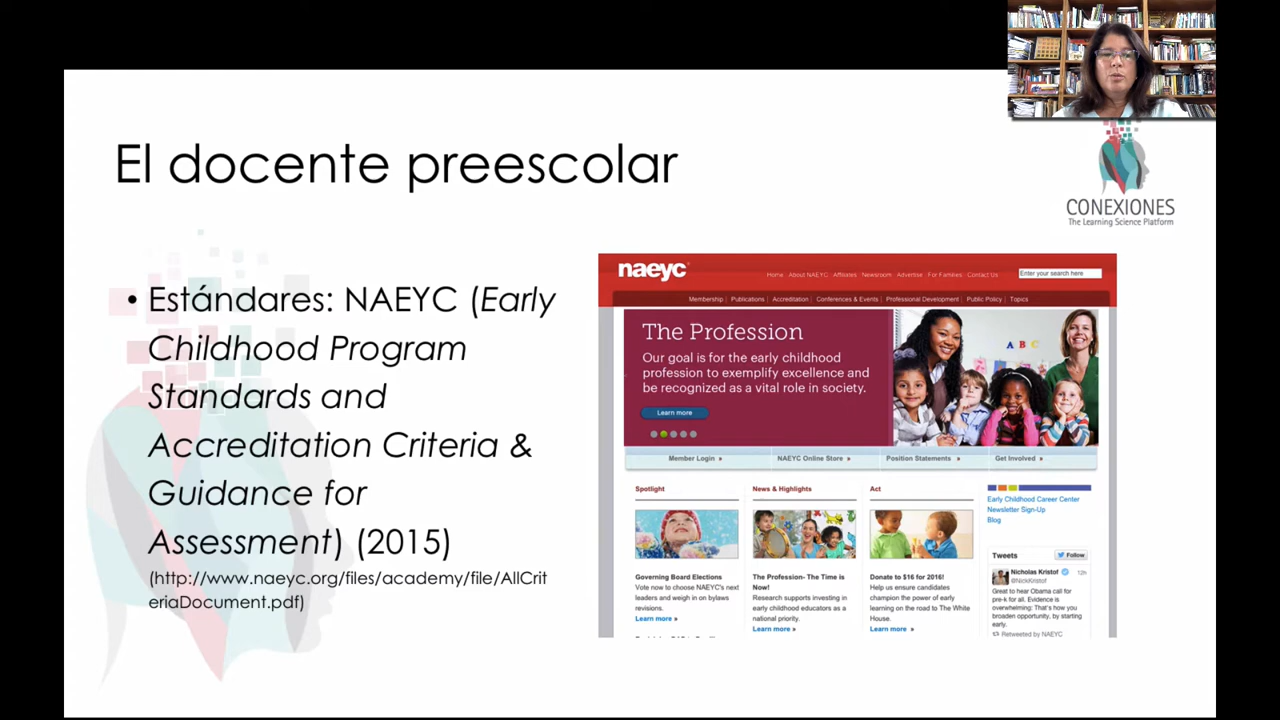 El docente preescolar
CONEXIONES
The Learning Science Platform
• Estándares: NAEYC (Early
Childhood Program
Standards and
Accreditation Criteria &
Guidance for
Assessment) (2015)
(http://www.naeyc.org/files/academy/file/AllCrit
eriaDocument.pdf)
naeyc
Home About NAEYC Affiliates Newsroom Advertise For Families Contact Us
Enter your search here
Membership | Publications | Accreditation | Conferences & Events | Professional Development | Public Policy | Topics
The Profession
Our goal is for the early childhood
profession to exemplify excellence and
be recognized as a vital role in society.
Learn more
A B C
Member Login » NAEYC Online Store » Position Statements » Get Involved »
Spotlight
Governing Board Elections
Vote now to choose NAEYC's next
leaders and weigh in on bylaws
revisions.
Learn more »
News & Highlights
The Profession- The Time is
Now!
Research supports investing in
early childhood educators as a
national priority.
Learn more »
Act
Donate to $16 for 2016!
Help us ensure candidates
champion the power of early
learning on the road to The White
House.
Learn more »
Early Childhood Career Center
Newsletter Sign-Up
Blog
Tweets
Follow
Nicholas Kristof 12h
@NickKristof
Great to hear Obama call for
pre-k for all. Evidence is
overwhelming: That's how you
broaden opportunity, by starting
early.
Retweeted by NAEYC